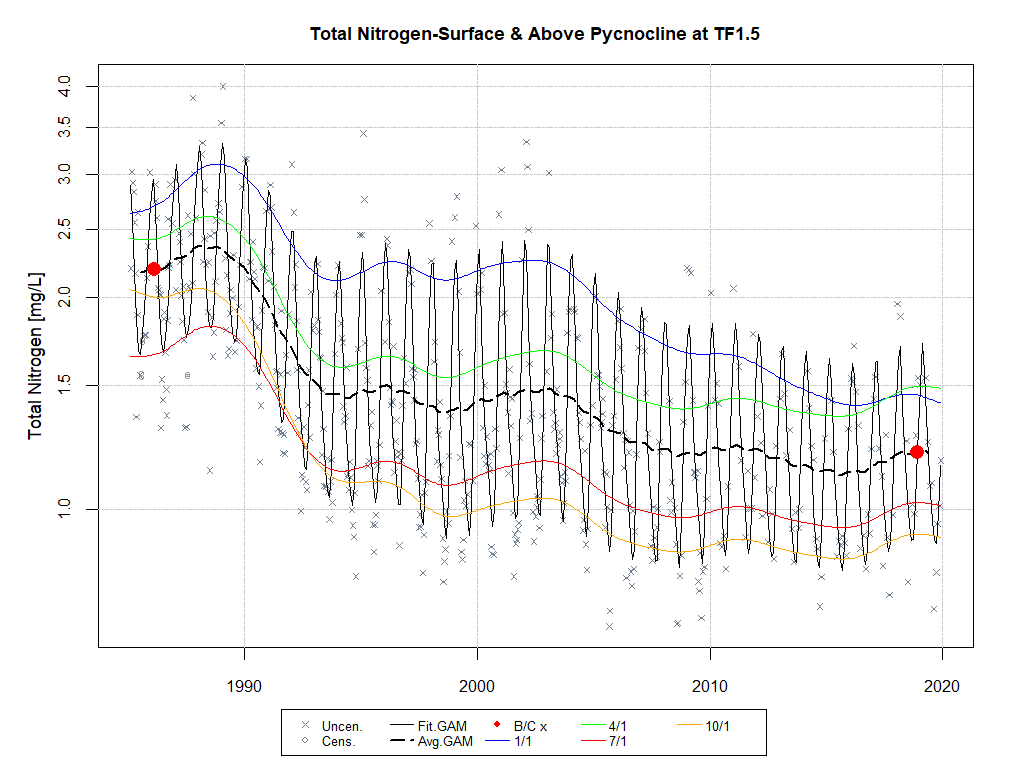 Total Nitrogen-Surface & Above Pycnocline at TF1.5
Total Nitrogen [mg/L]
4.0
3.5
3.0
2.5
2.0
1.5
1.0
1990 2000 2010 2020
Uncen. Fit.GAM B/C x 4/1 10/1
Cens. Avg.GAM 1/1 7/1